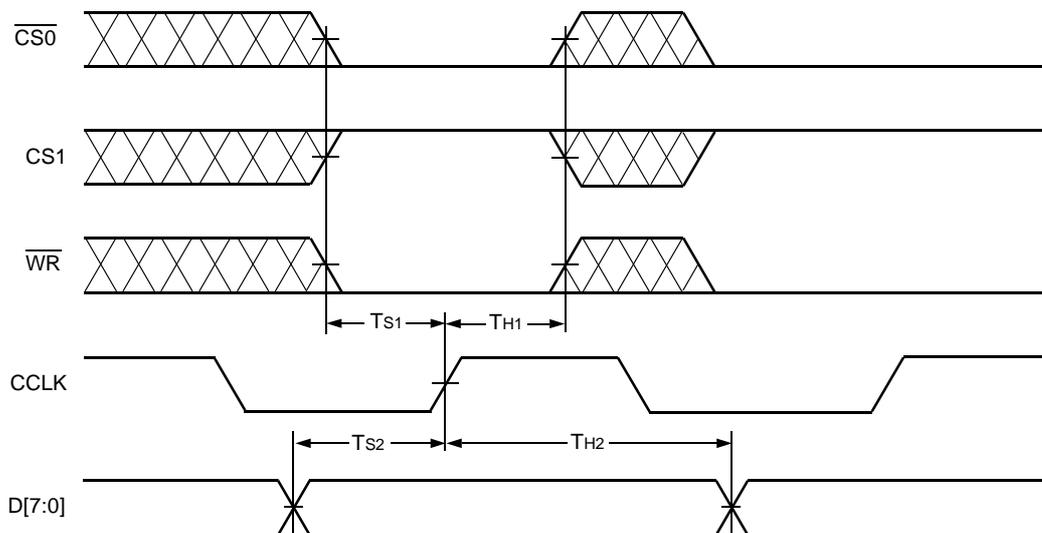 CS0
CS1
WR
TS1 TH1
CCLK
TS2 TH2
D[7:0]